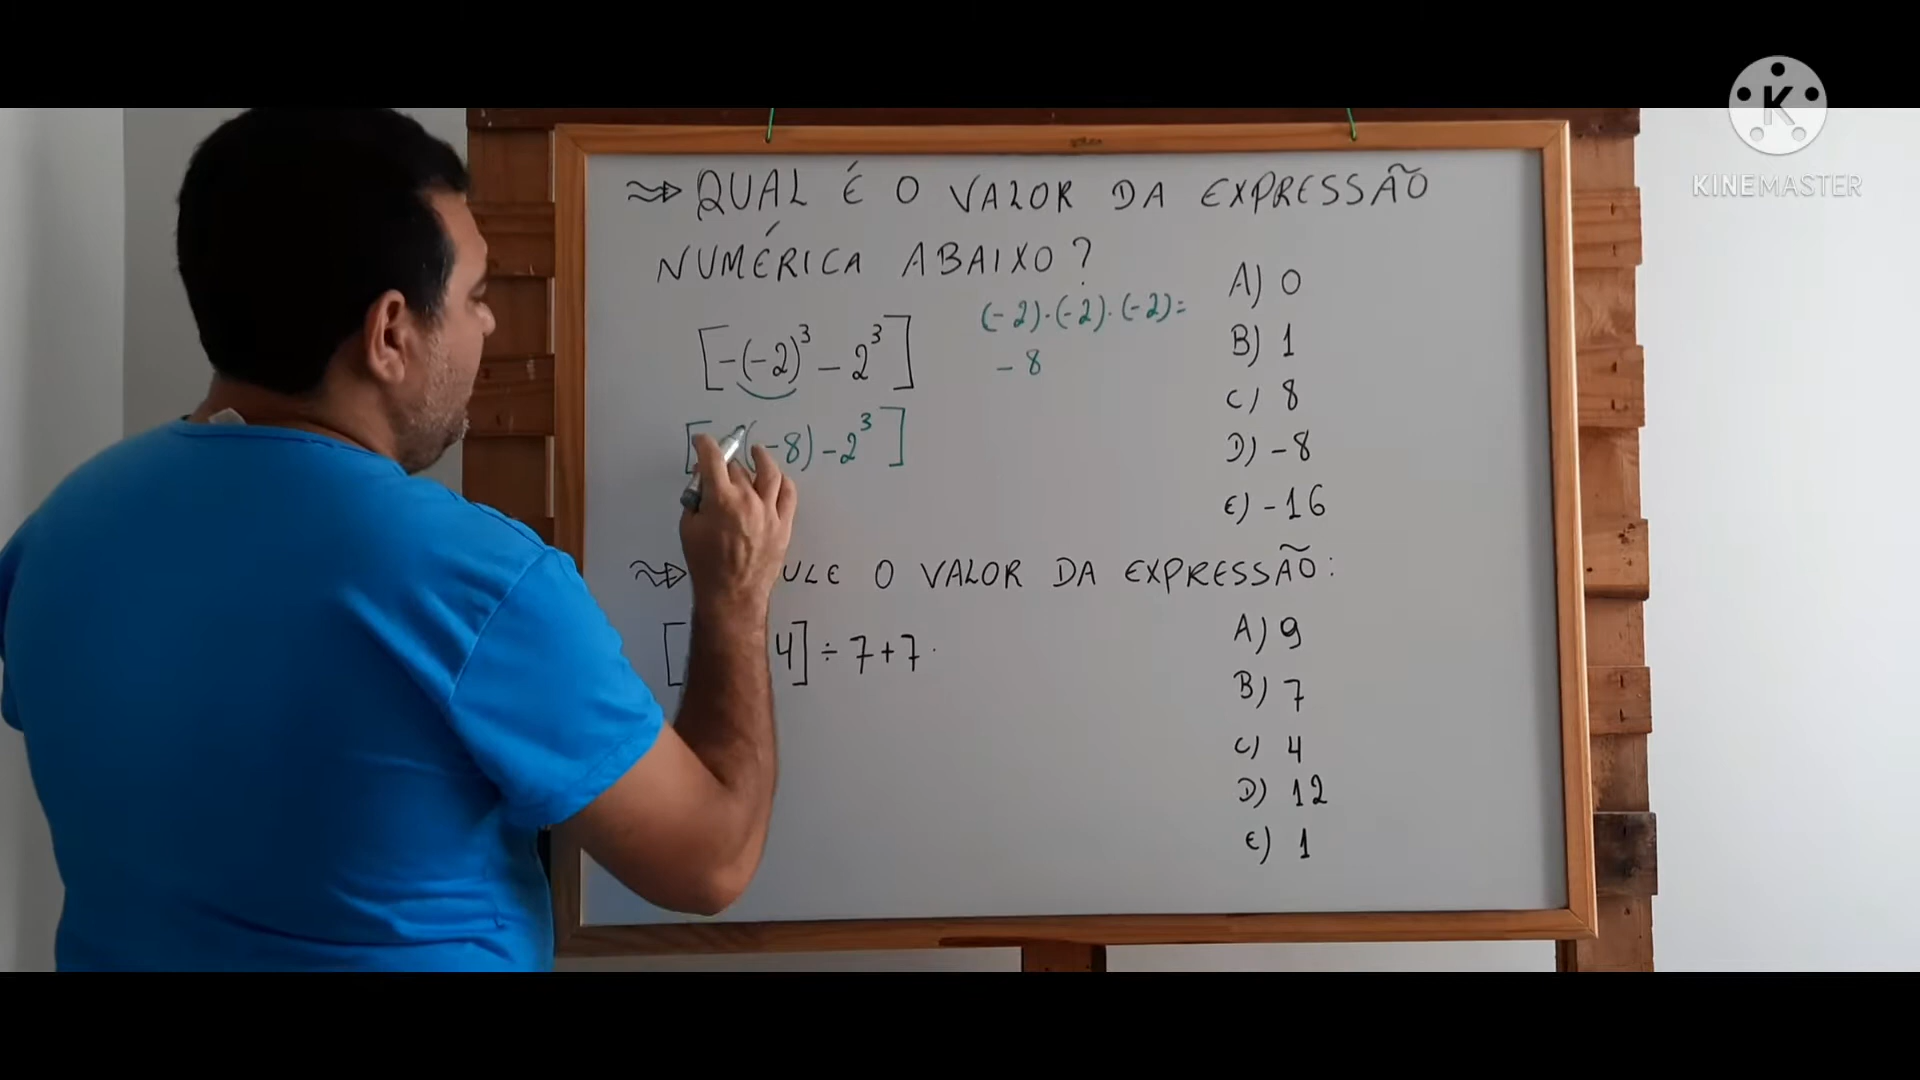 ⇝ QUAL É O VALOR DA EXPRESSÃO
NUMÉRICA ABAIXO?
[-(-2)³ - 2³]
(-2)·(-2)·(-2)=
-8
[(-8) - 2³]
A) 0
B) 1
C) 8
D) -8
E) -16
O VALOR DA EXPRESSÃO:
4] ÷ 7 + 7
A) 9
B) 7
C) 4
D) 12
E) 1
K
KINEMASTER